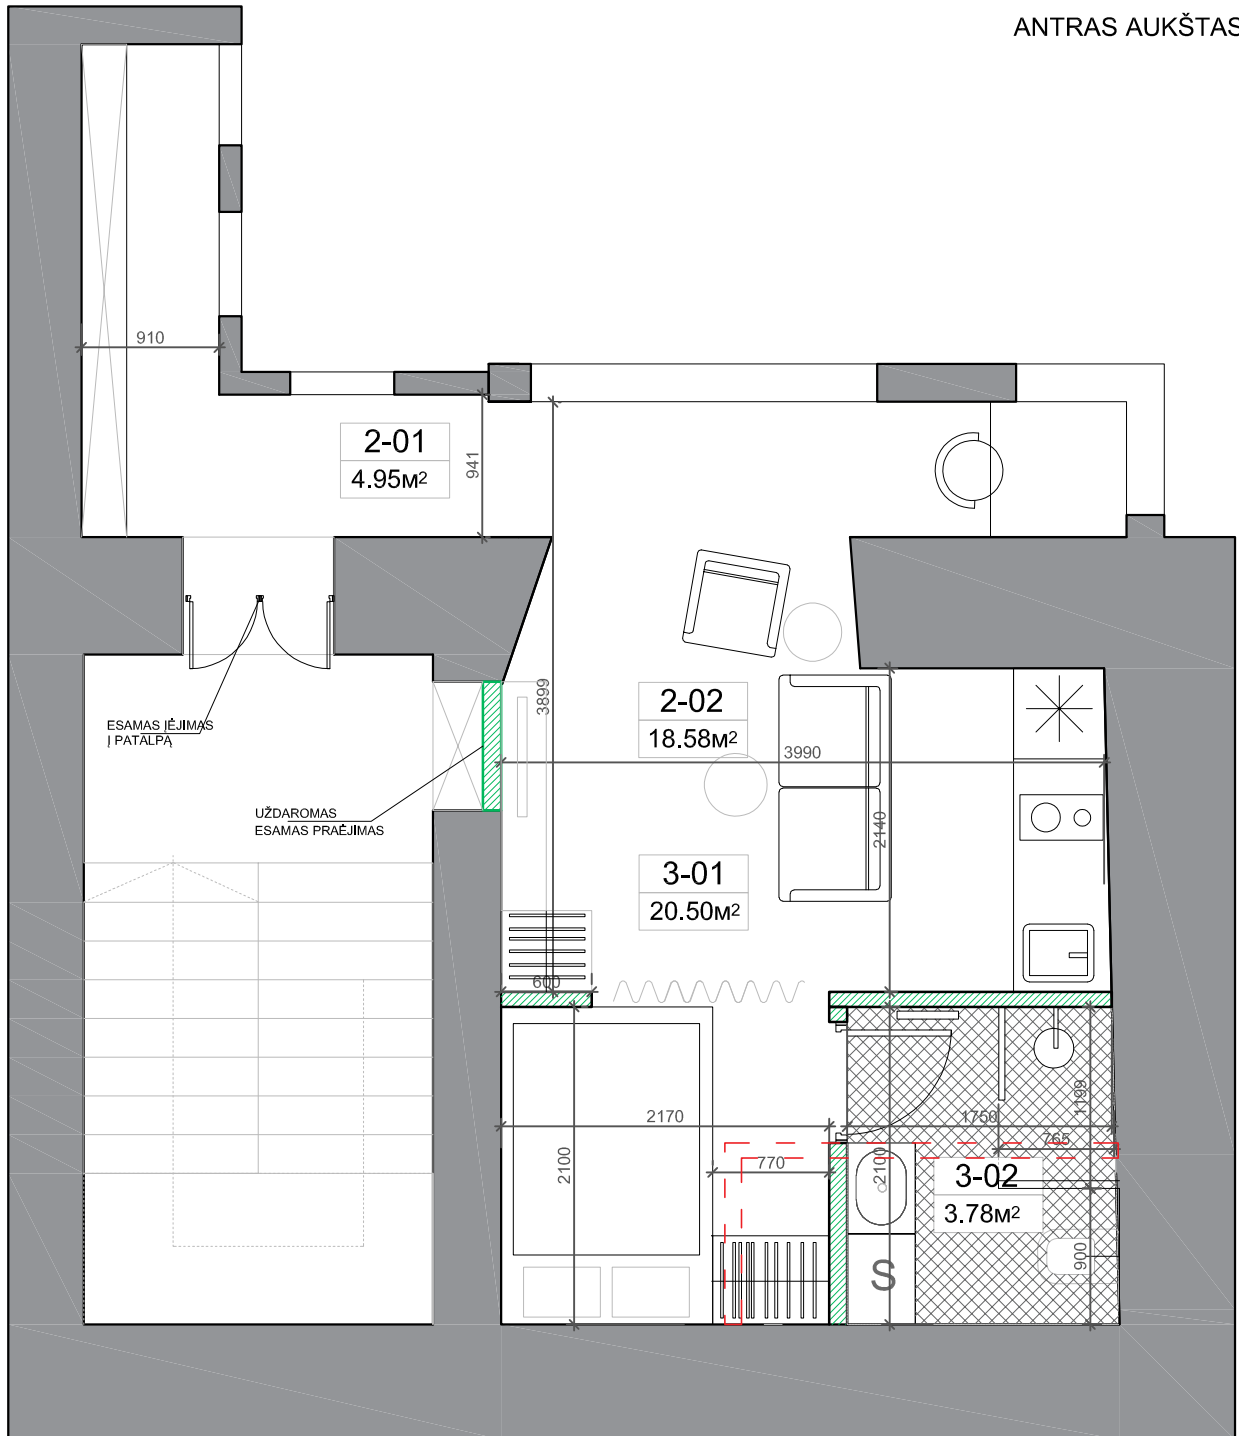 ANTRAS AUKŠTAS
910
2-01
4.95м²
941
ESAMAS ĮĖJIMAS
Į PATALPĄ
3899
2-02
18.58м²
3990
UŽDAROMAS
ESAMAS PRAĖJIMAS
2140
3-01
20.50м²
600
2170
1750
1199
765
2100
770
2100
3-02
3.78м²
900
S